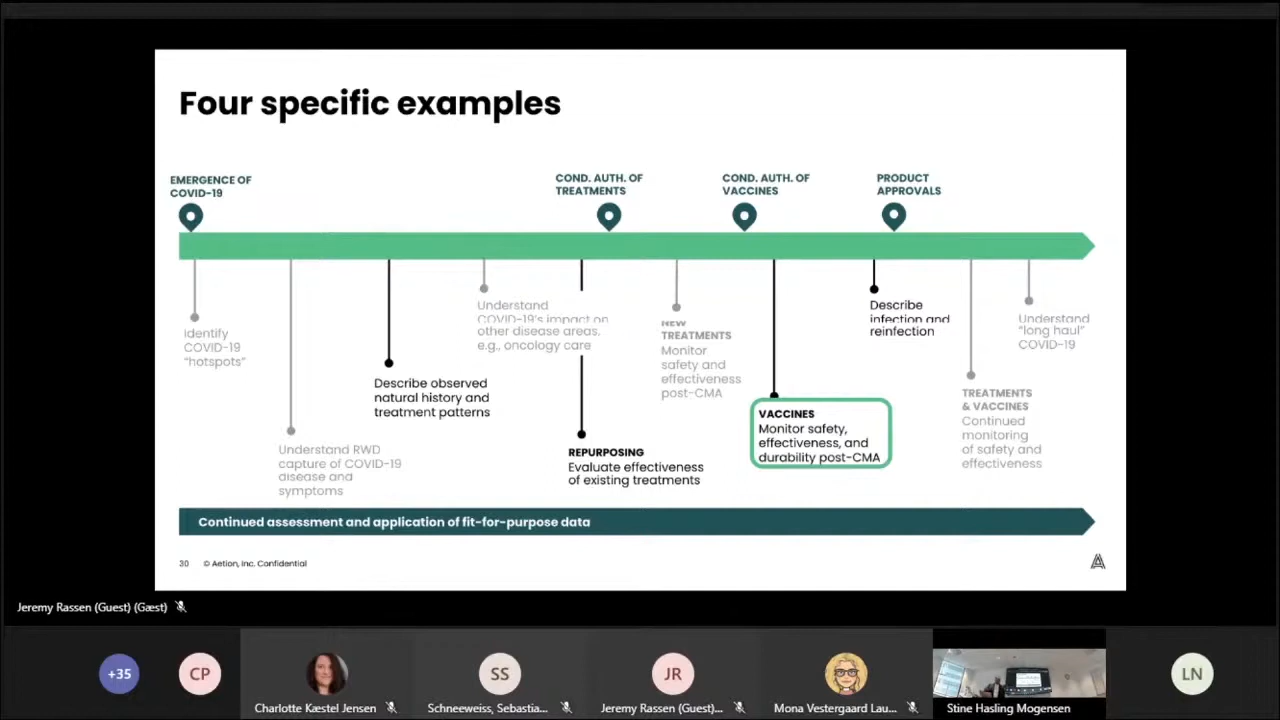 Four specific examples
EMERGENCE OF
COVID-19
COND. AUTH. OF
TREATMENTS
COND. AUTH. OF
VACCINES
PRODUCT
APPROVALS
Identify
COVID-19
"hotspots"
Understand RWD
capture of COVID-19
disease and
symptoms
Describe observed
natural history and
treatment patterns
Understand
COVID-19's impact on
other disease areas,
e.g., oncology care
REPURPOSING
Evaluate effectiveness
of existing treatments
NEW
TREATMENTS
Monitor
safety and
effectiveness
post-CMA
VACCINES
Monitor safety,
effectiveness, and
durability post-CMA
Describe
infection and
reinfection
TREATMENTS
& VACCINES
Continued
monitoring
of safety and
effectiveness
Understand
"long haul"
COVID-19
Continued assessment and application of fit-for-purpose data
30 © Aetion, Inc. Confidential
Jeremy Rassen (Guest) (Gæst)
+35
CP
Charlotte Kæstel Jensen
SS
Schneeweiss, Sebastia...
JR
Jeremy Rassen (Guest)...
Mona Vestergaard Lau...
Stine Hasling Mogensen
LN